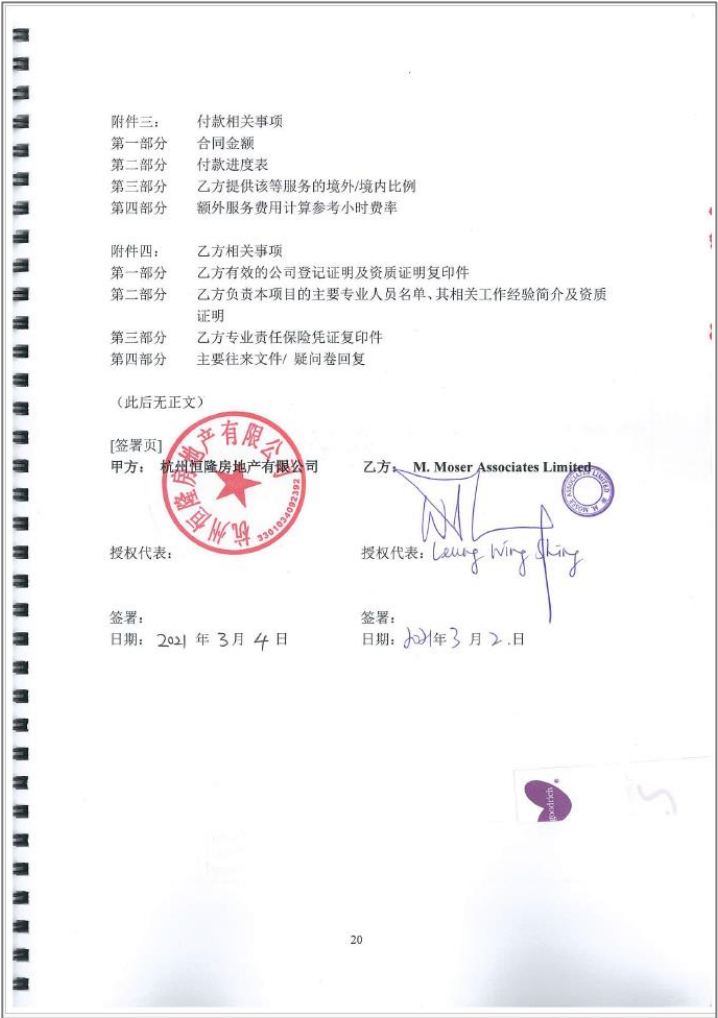 附件三： 付款相关事项
第一部分 合同金额
第二部分 付款进度表
第三部分 乙方提供该等服务的境外/境内比例
第四部分 额外服务费用计算参考小时费率
附件四： 乙方相关事项
第一部分 乙方有效的公司登记证明及资质证明复印件
第二部分 乙方负责本项目的主要专业人员名单、其相关工作经验简介及资质
证明
第三部分 乙方专业责任保险凭证复印件
第四部分 主要往来文件/ 疑问卷回复
（此后无正文）
[签署页]
甲方： 杭州恒隆房地产有限公司 乙方： M. Moser Associates Limited
杭州恒隆房地产有限公司
3301034092392
M. MOSER ASSOCIATES LIMITED
授权代表： 授权代表：Leung Wing Shing
签署： 签署：
日期： 2021 年 3月 4 日 日期：2021年3 月 2.日
goodrich
20